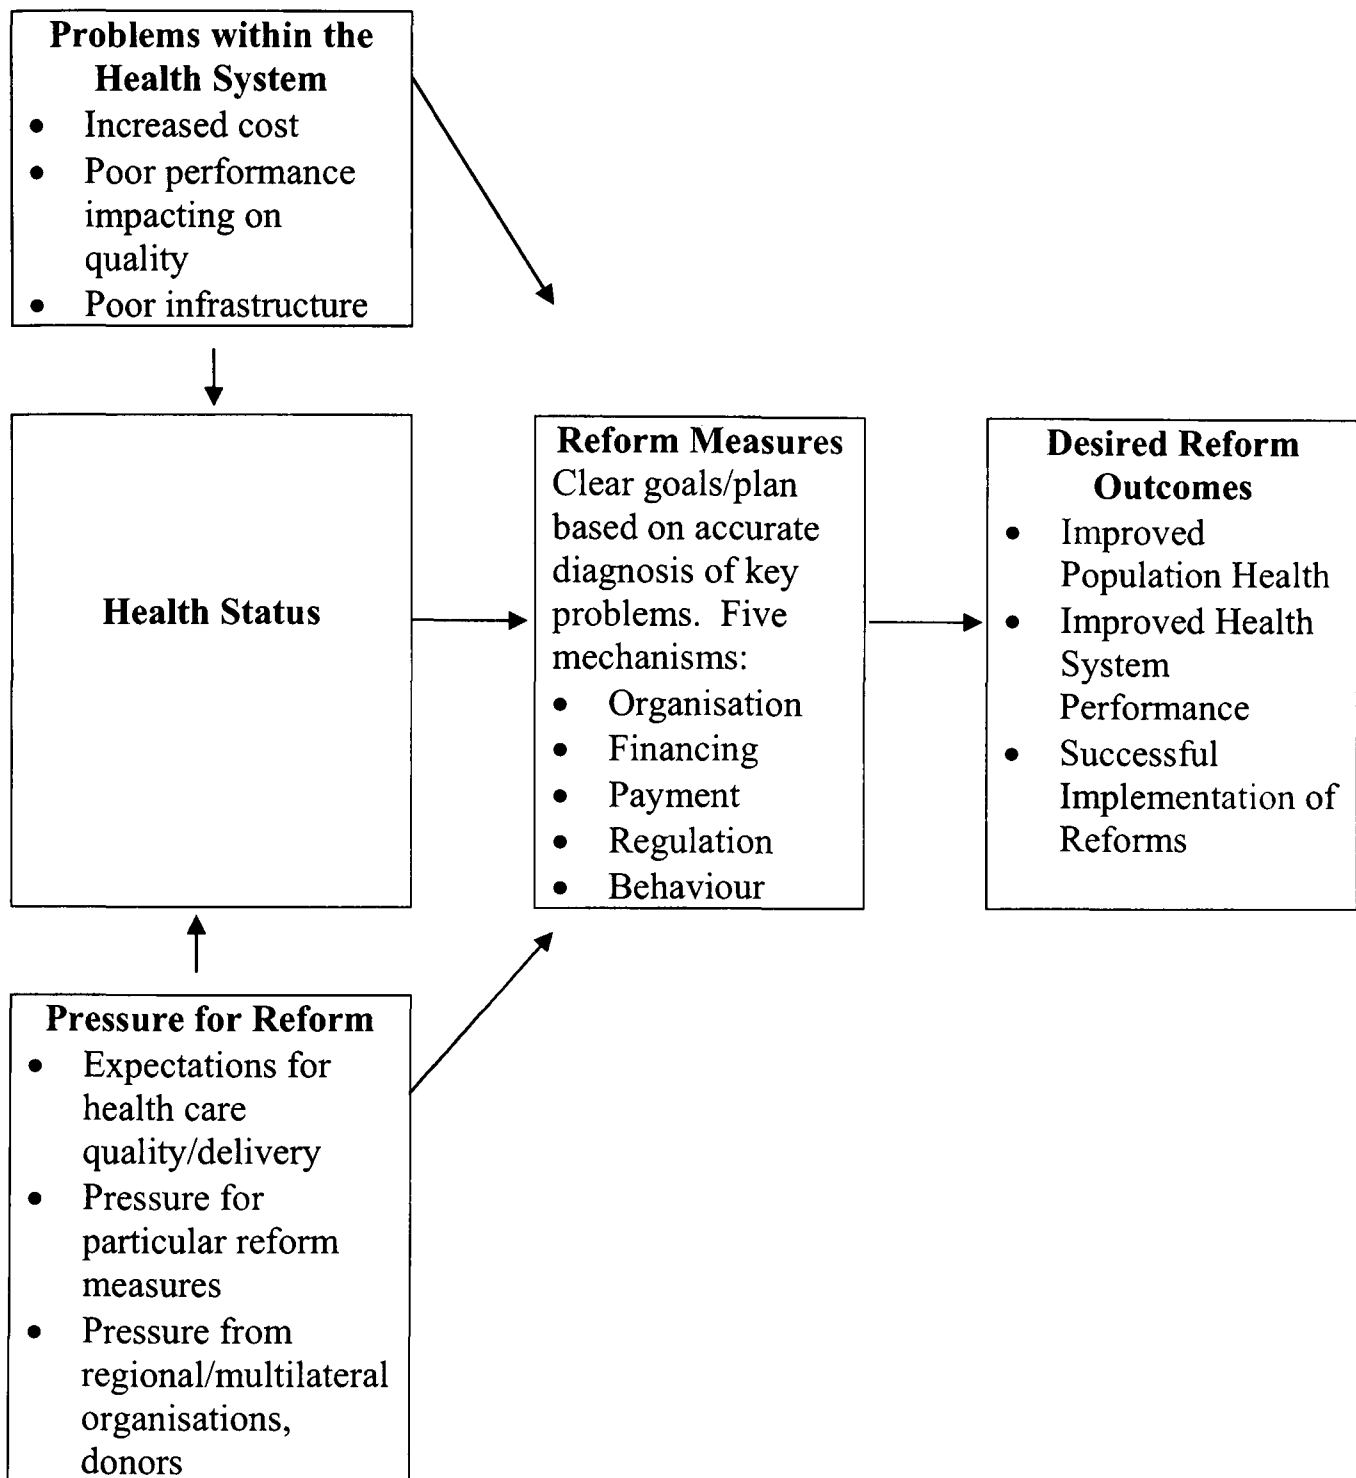 Problems within the
Health System
• Increased cost
• Poor performance
impacting on
quality
• Poor infrastructure
Health Status
Reform Measures
Clear goals/plan
based on accurate
diagnosis of key
problems. Five
mechanisms:
• Organisation
• Financing
• Payment
• Regulation
• Behaviour
Desired Reform
Outcomes
• Improved
Population Health
• Improved Health
System
Performance
• Successful
Implementation of
Reforms
Pressure for Reform
• Expectations for
health care
quality/delivery
• Pressure for
particular reform
measures
• Pressure from
regional/multilateral
organisations,
donors